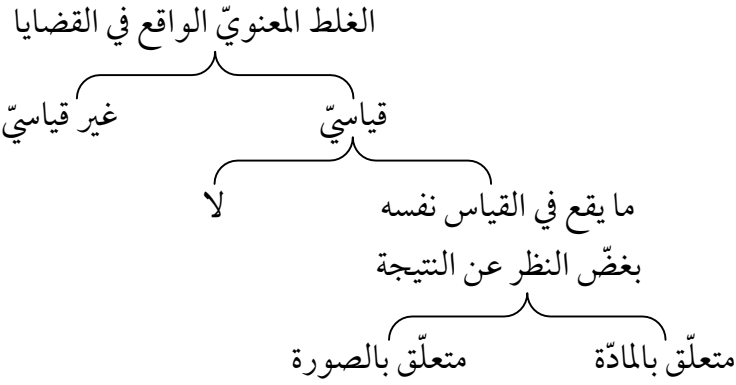 الغلط المعنويّ الواقع في القضايا
قياسيّ غير قياسيّ
ما يقع في القياس نفسه لا
بغضّ النظر عن النتيجة
متعلّق بالمادّة متعلّق بالصورة